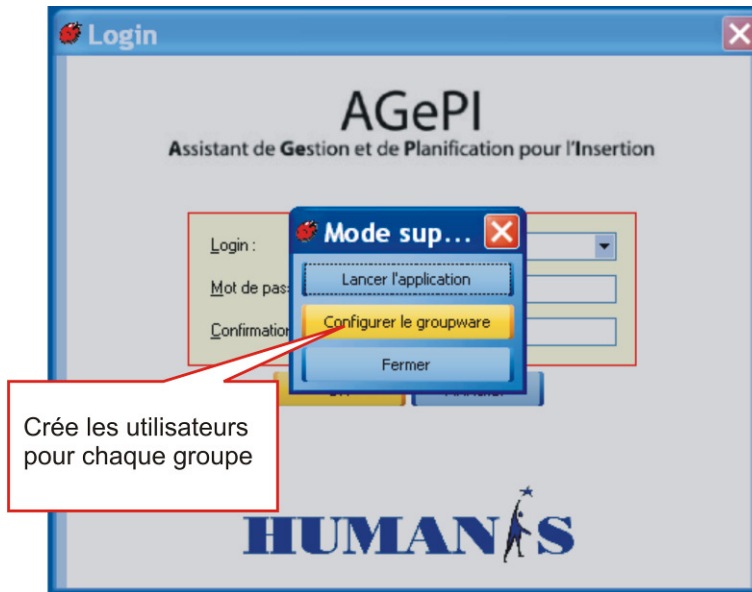 Login
AGePI
Assistant de Gestion et de Planification pour l'Insertion
Mode sup...
Login :
Lancer l'application
Mot de pas
Configurer le groupware
Confirmation
Fermer
Crée les utilisateurs
pour chaque groupe
HUMANIS